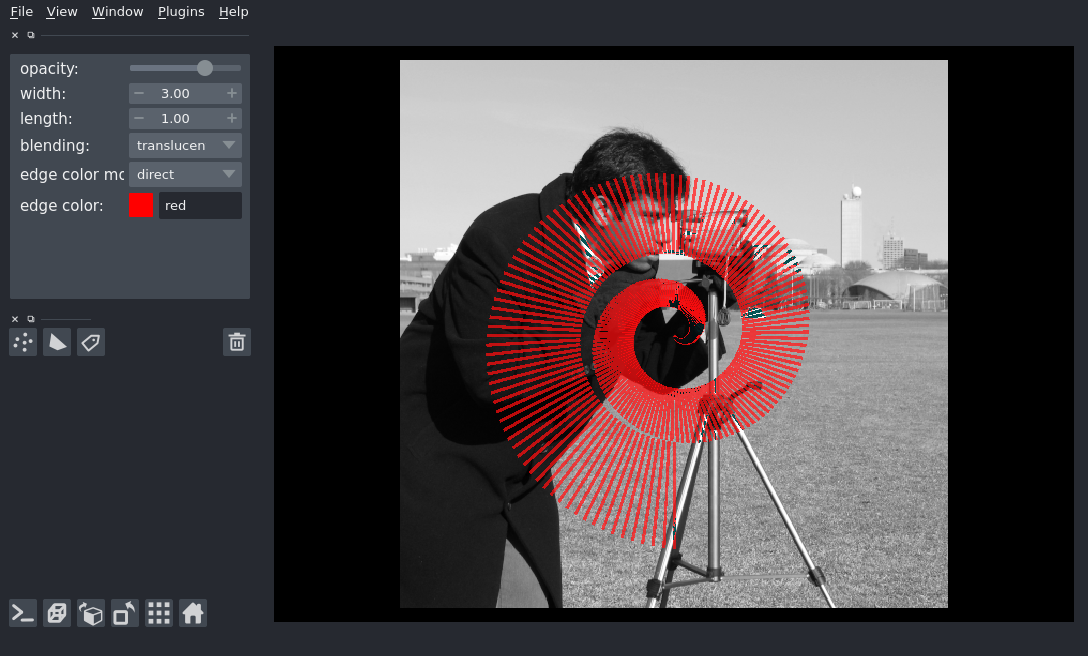 File View Window Plugins Help
opacity:
width: 3.00
length: 1.00
blending: translucen
edge color mo direct
edge color: red